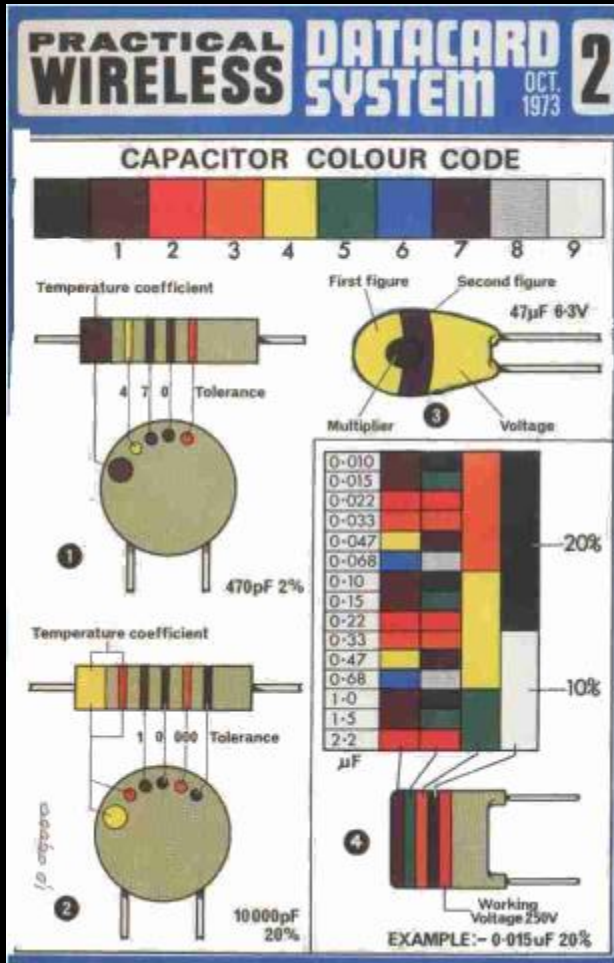 PRACTICAL
WIRELESS
DATACARD
SYSTEM
OCT.
1973
2
CAPACITOR COLOUR CODE
1 2 3 4 5 6 7 8 9
Temperature coefficient
4 7 0 Tolerance
1
470pF 2%
First figure
Second figure
47µF 6·3V
Multiplier
3
Voltage
Temperature coefficient
1 0 000 Tolerance
2
10000pF
20%
0·010
0·015
0·022
0·033
0·047
0·068
0·10
0·15
0·22
0·33
0·47
0·68
1·0
1·5
2·2
µF
20%
10%
4
Working
Voltage 250V
EXAMPLE:- 0·015uF 20%